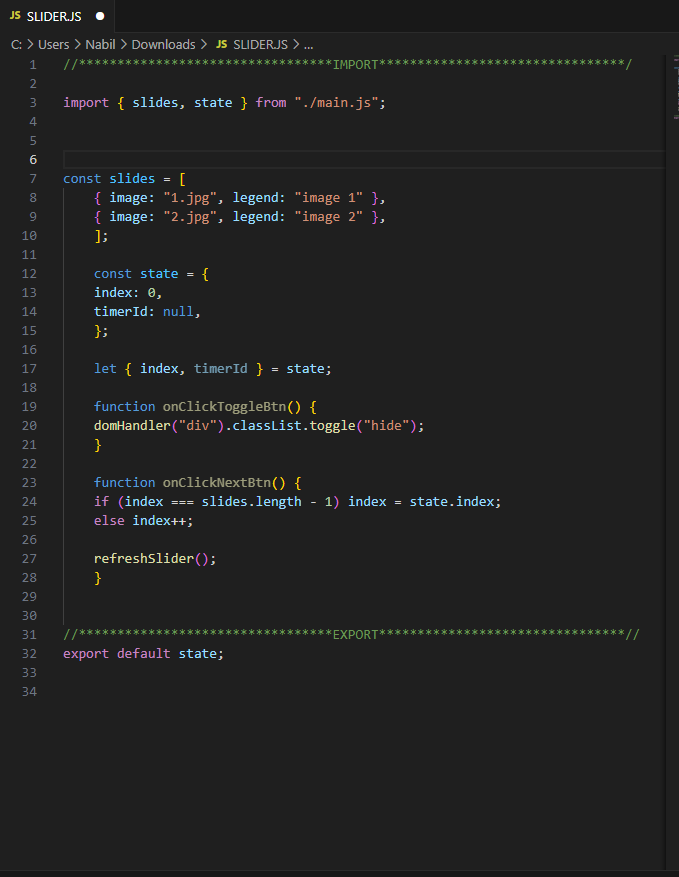 JS SLIDER.JS ●
C: > Users > Nabil > Downloads > JS SLIDER.JS > ...
1 //*********************************IMPORT********************************/
2
3 import { slides, state } from "./main.js";
4
5
6
7 const slides = [
8     { image: "1.jpg", legend: "image 1" },
9     { image: "2.jpg", legend: "image 2" },
10     ];
11
12     const state = {
13     index: 0,
14     timerId: null,
15     };
16
17     let { index, timerId } = state;
18
19     function onClickToggleBtn() {
20     domHandler("div").classList.toggle("hide");
21     }
22
23     function onClickNextBtn() {
24     if (index === slides.length - 1) index = state.index;
25     else index++;
26
27     refreshSlider();
28     }
29
30
31 //*********************************EXPORT********************************//
32 export default state;
33
34